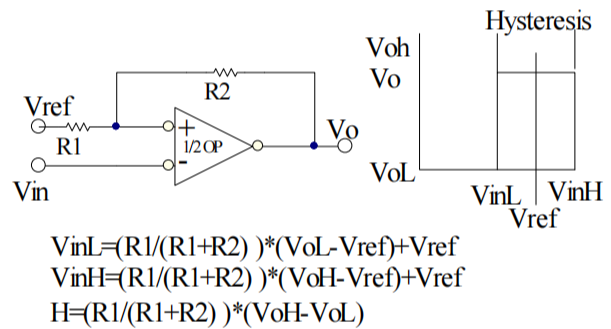 Hysteresis
Voh
Vo
R2
Vref
+
Vo
R1
1/2 OP
-
VoL
Vin
VinL
VinH
Vref
VinL=(R1/(R1+R2) )*(VoL-Vref)+Vref
VinH=(R1/(R1+R2) )*(VoH-Vref)+Vref
H=(R1/(R1+R2) )*(VoH-VoL)